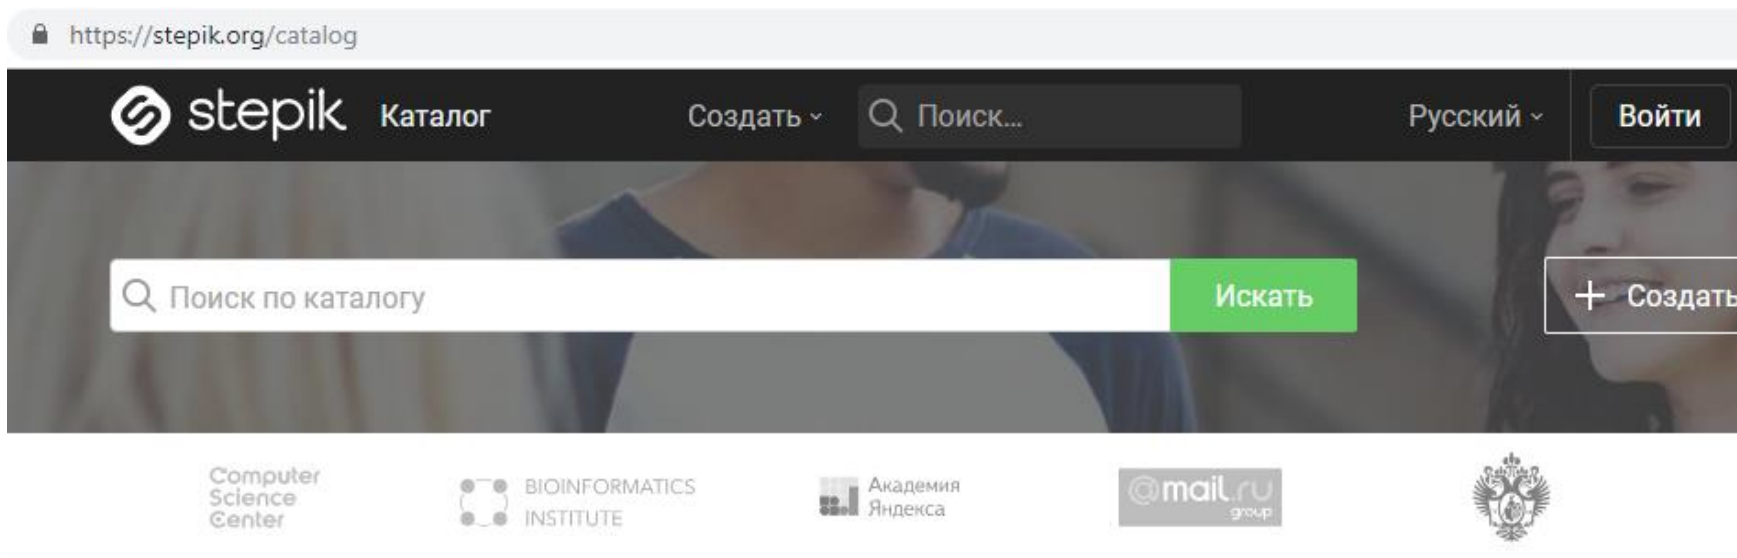 https://stepik.org/catalog
stepik Каталог Создать Поиск... Русский Войти
Поиск по каталогу Искать + Создать
Computer
Science
Center
BIOINFORMATICS
INSTITUTE
Академия
Яндекса
@mail.ru
group